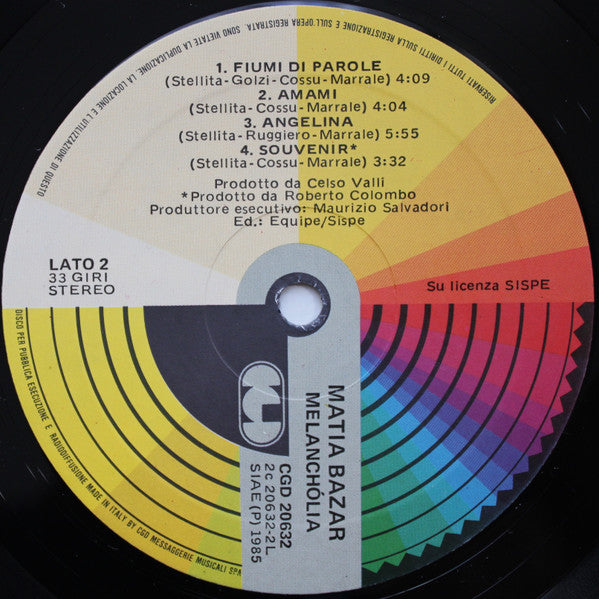 1. FIUMI DI PAROLE
(Stellita-Golzi-Cossu-Marrale) 4:09
2. AMAMI
(Stellita-Cossu-Marrale) 4:04
3. ANGELINA
(Stellita-Ruggiero-Marrale) 5:55
4. SOUVENIR*
(Stellita-Cossu-Marrale) 3:32
Prodotto da Celso Valli
*Prodotto da Roberto Colombo
Produttore esecutivo: Maurizio Salvadori
Ed.: Equipe/Sispe
LATO 2
33 GIRI
STEREO
Su licenza SISPE
MATIA BAZAR
MELANCHÓLIA
CGD 20632
2c 20632-2L
SIAE (P) 1985
RISERVATI TUTTI I DIRITTI SULLA REGISTRAZIONE E SULL'OPERA REGISTRATA. SONO VIETATE LA DUPLICAZIONE, LA LOCAZIONE E L'UTILIZZAZIONE DI QUESTO
DISCO PER PUBBLICA ESECUZIONE E RADIODIFFUSIONE MADE IN ITALY BY CGD MESSAGGERIE MUSICALI SPA